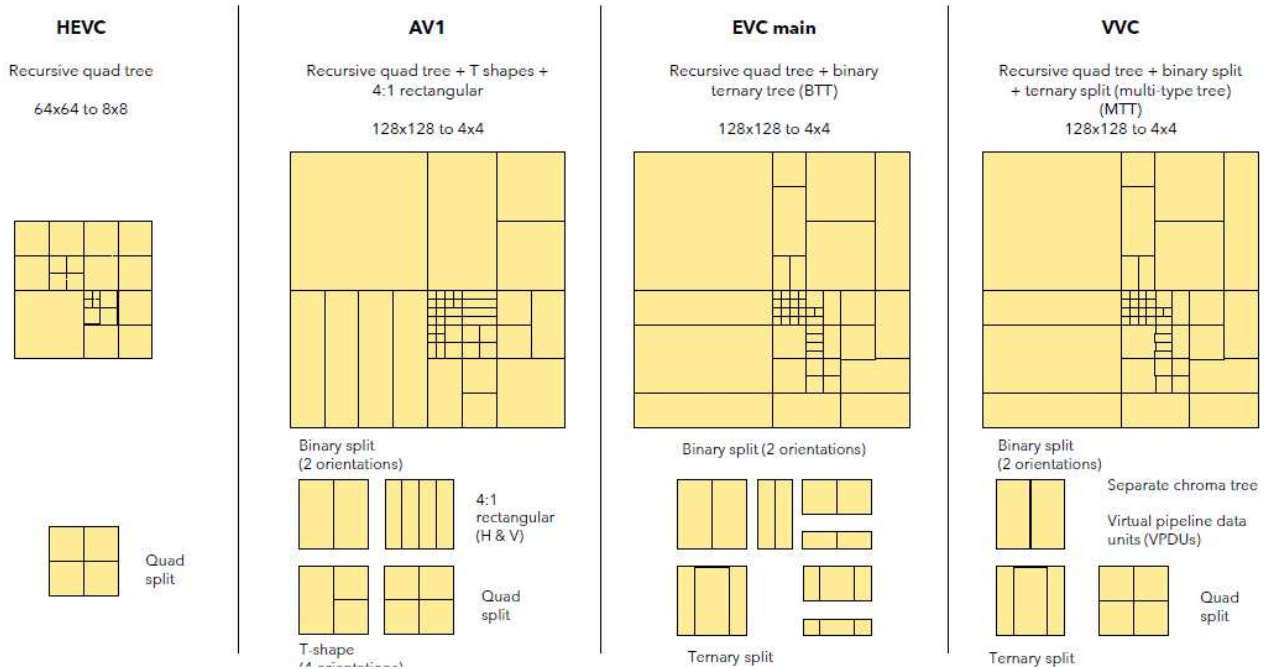 HEVC
Recursive quad tree
64x64 to 8x8
Quad
split
AV1
Recursive quad tree + T shapes +
4:1 rectangular
128x128 to 4x4
Binary split
(2 orientations)
4:1
rectangular
(H & V)
Quad
split
T-shape
(4 orientations)
EVC main
Recursive quad tree + binary
ternary tree (BTT)
128x128 to 4x4
Binary split (2 orientations)
Ternary split
VVC
Recursive quad tree + binary split
+ ternary split (multi-type tree)
(MTT)
128x128 to 4x4
Binary split
(2 orientations)
Separate chroma tree
Virtual pipeline data
units (VPDUs)
Quad
split
Ternary split